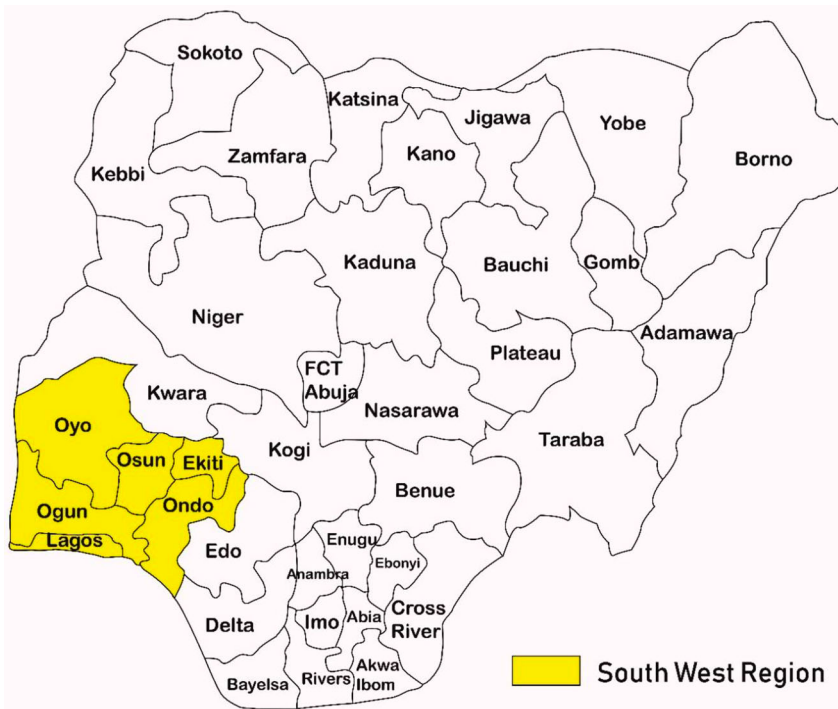 Sokoto
Katsina
Jigawa
Yobe
Kano
Zamfara
Borno
Kebbi
Kaduna
Bauchi
Gomb
Niger
Adamawa
Plateau
FCT
Abuja
Kwara
Nasarawa
Oyo
Taraba
Kogi
Osun
Ekiti
Benue
Ondo
Ogun
Lagos
Edo
Enugu
Ebonyi
Anambra
Cross
River
Delta
Imo
Abia
Akwa
Ibom
Rivers
Bayelsa
South West Region